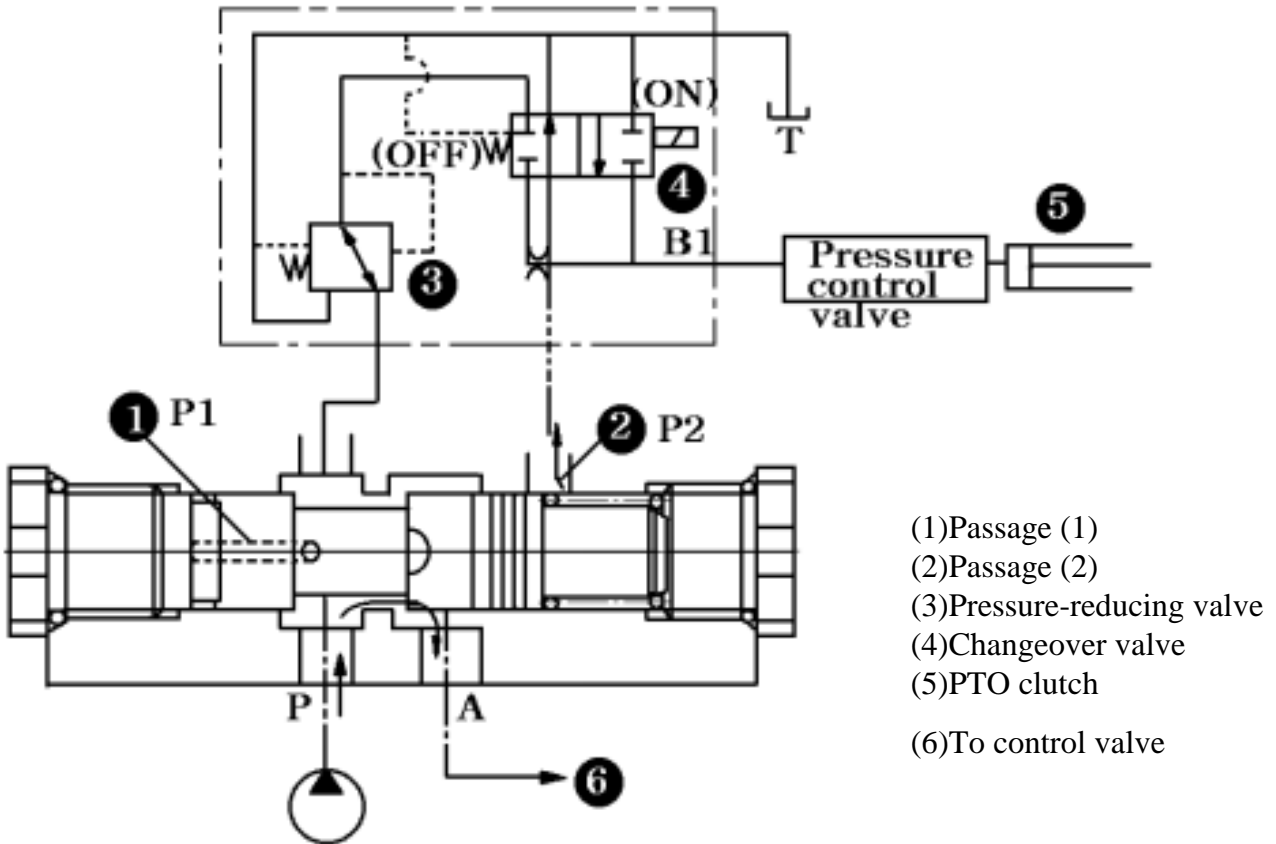 (ON)
T
(OFF)
4
5
B1
Pressure
control
valve
3
1 P1
2 P2
P
A
6
(1)Passage (1)
(2)Passage (2)
(3)Pressure-reducing valve
(4)Changeover valve
(5)PTO clutch
(6)To control valve